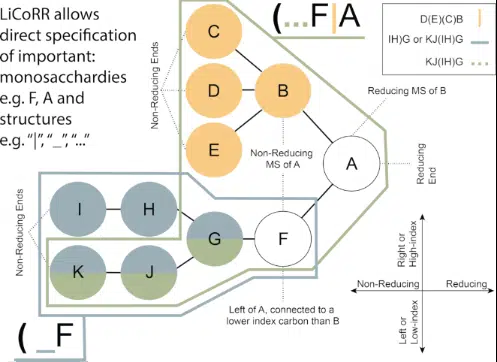 LiCoRR allows
direct specification
of important:
monosacchardies
e.g. F, A and
structures
e.g. “|”, “_”, “...”
(...F|A
D(E)(C)B
IH)G or KJ(IH)G
KJ(IH)G
Non-Reducing Ends
C
D
E
B
Reducing MS of B
Non-Reducing
MS of A
A
Reducing
End
Non-Reducing Ends
I
H
G
F
K
J
Left of A, connected to a
lower index carbon than B
Right or
High-index
Non-Reducing
Reducing
Left or
Low-index
( _F